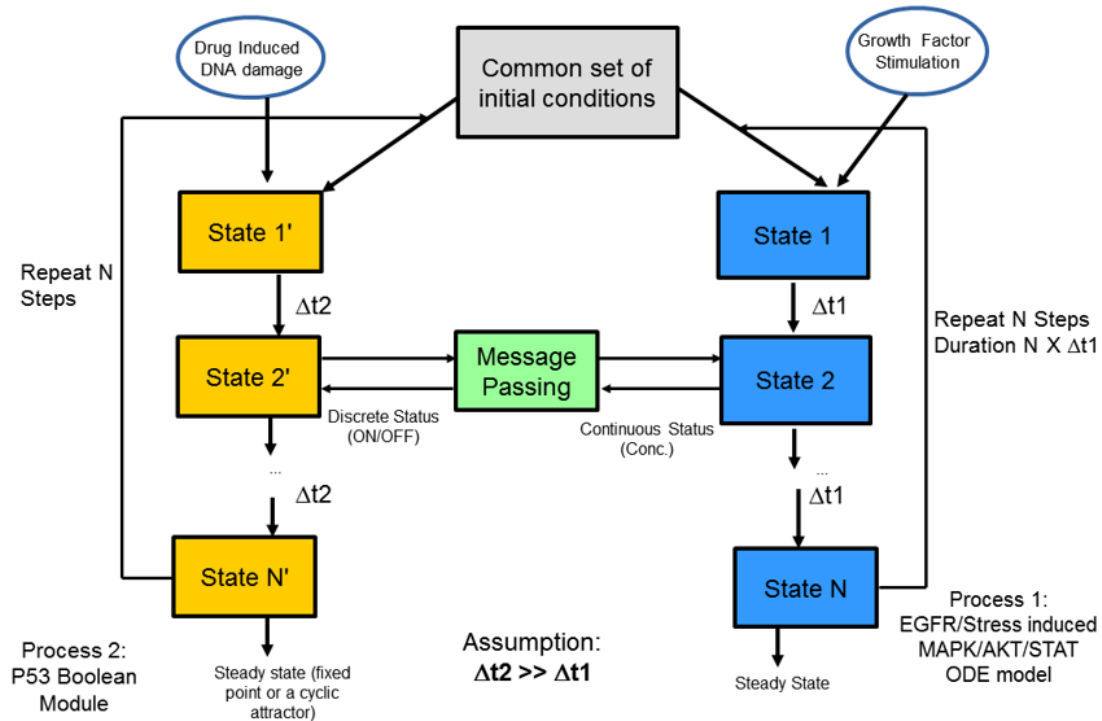 Drug Induced
DNA damage
Common set of
initial conditions
Growth Factor
Stimulation
State 1'
State 1
Repeat N
Steps
Δt2
Δt1
Repeat N Steps
Duration N X Δt1
State 2'
Message
Passing
State 2
Discrete Status
(ON/OFF)
Continuous Status
(Conc.)
...
...
Δt2
Δt1
State N'
State N
Process 2:
P53 Boolean
Module
Steady state (fixed
point or a cyclic
attractor)
Assumption:
Δt2 >> Δt1
Steady State
Process 1:
EGFR/Stress induced
MAPK/AKT/STAT
ODE model